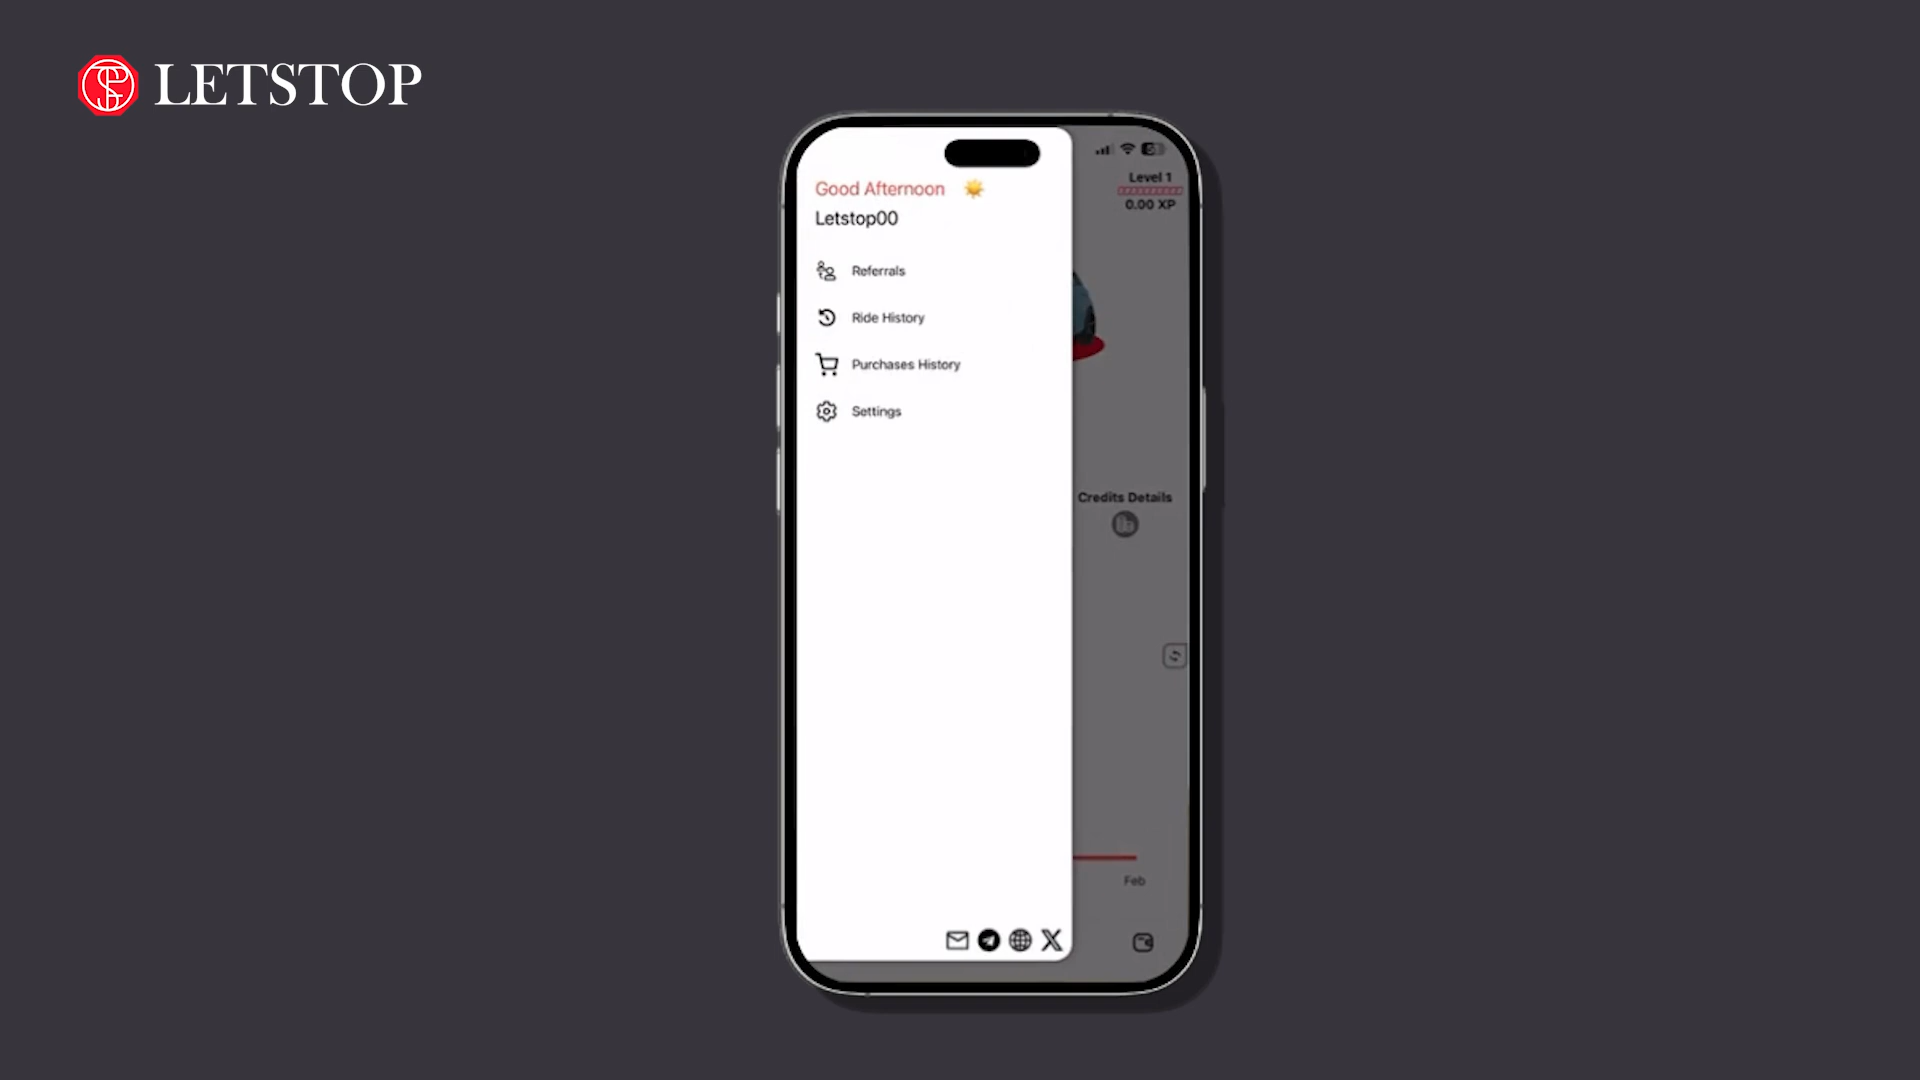 LETSTOP
Good Afternoon
Letstop00
Referrals
Ride History
Purchases History
Settings
Level 1
0.00 XP
Credits Details
Feb